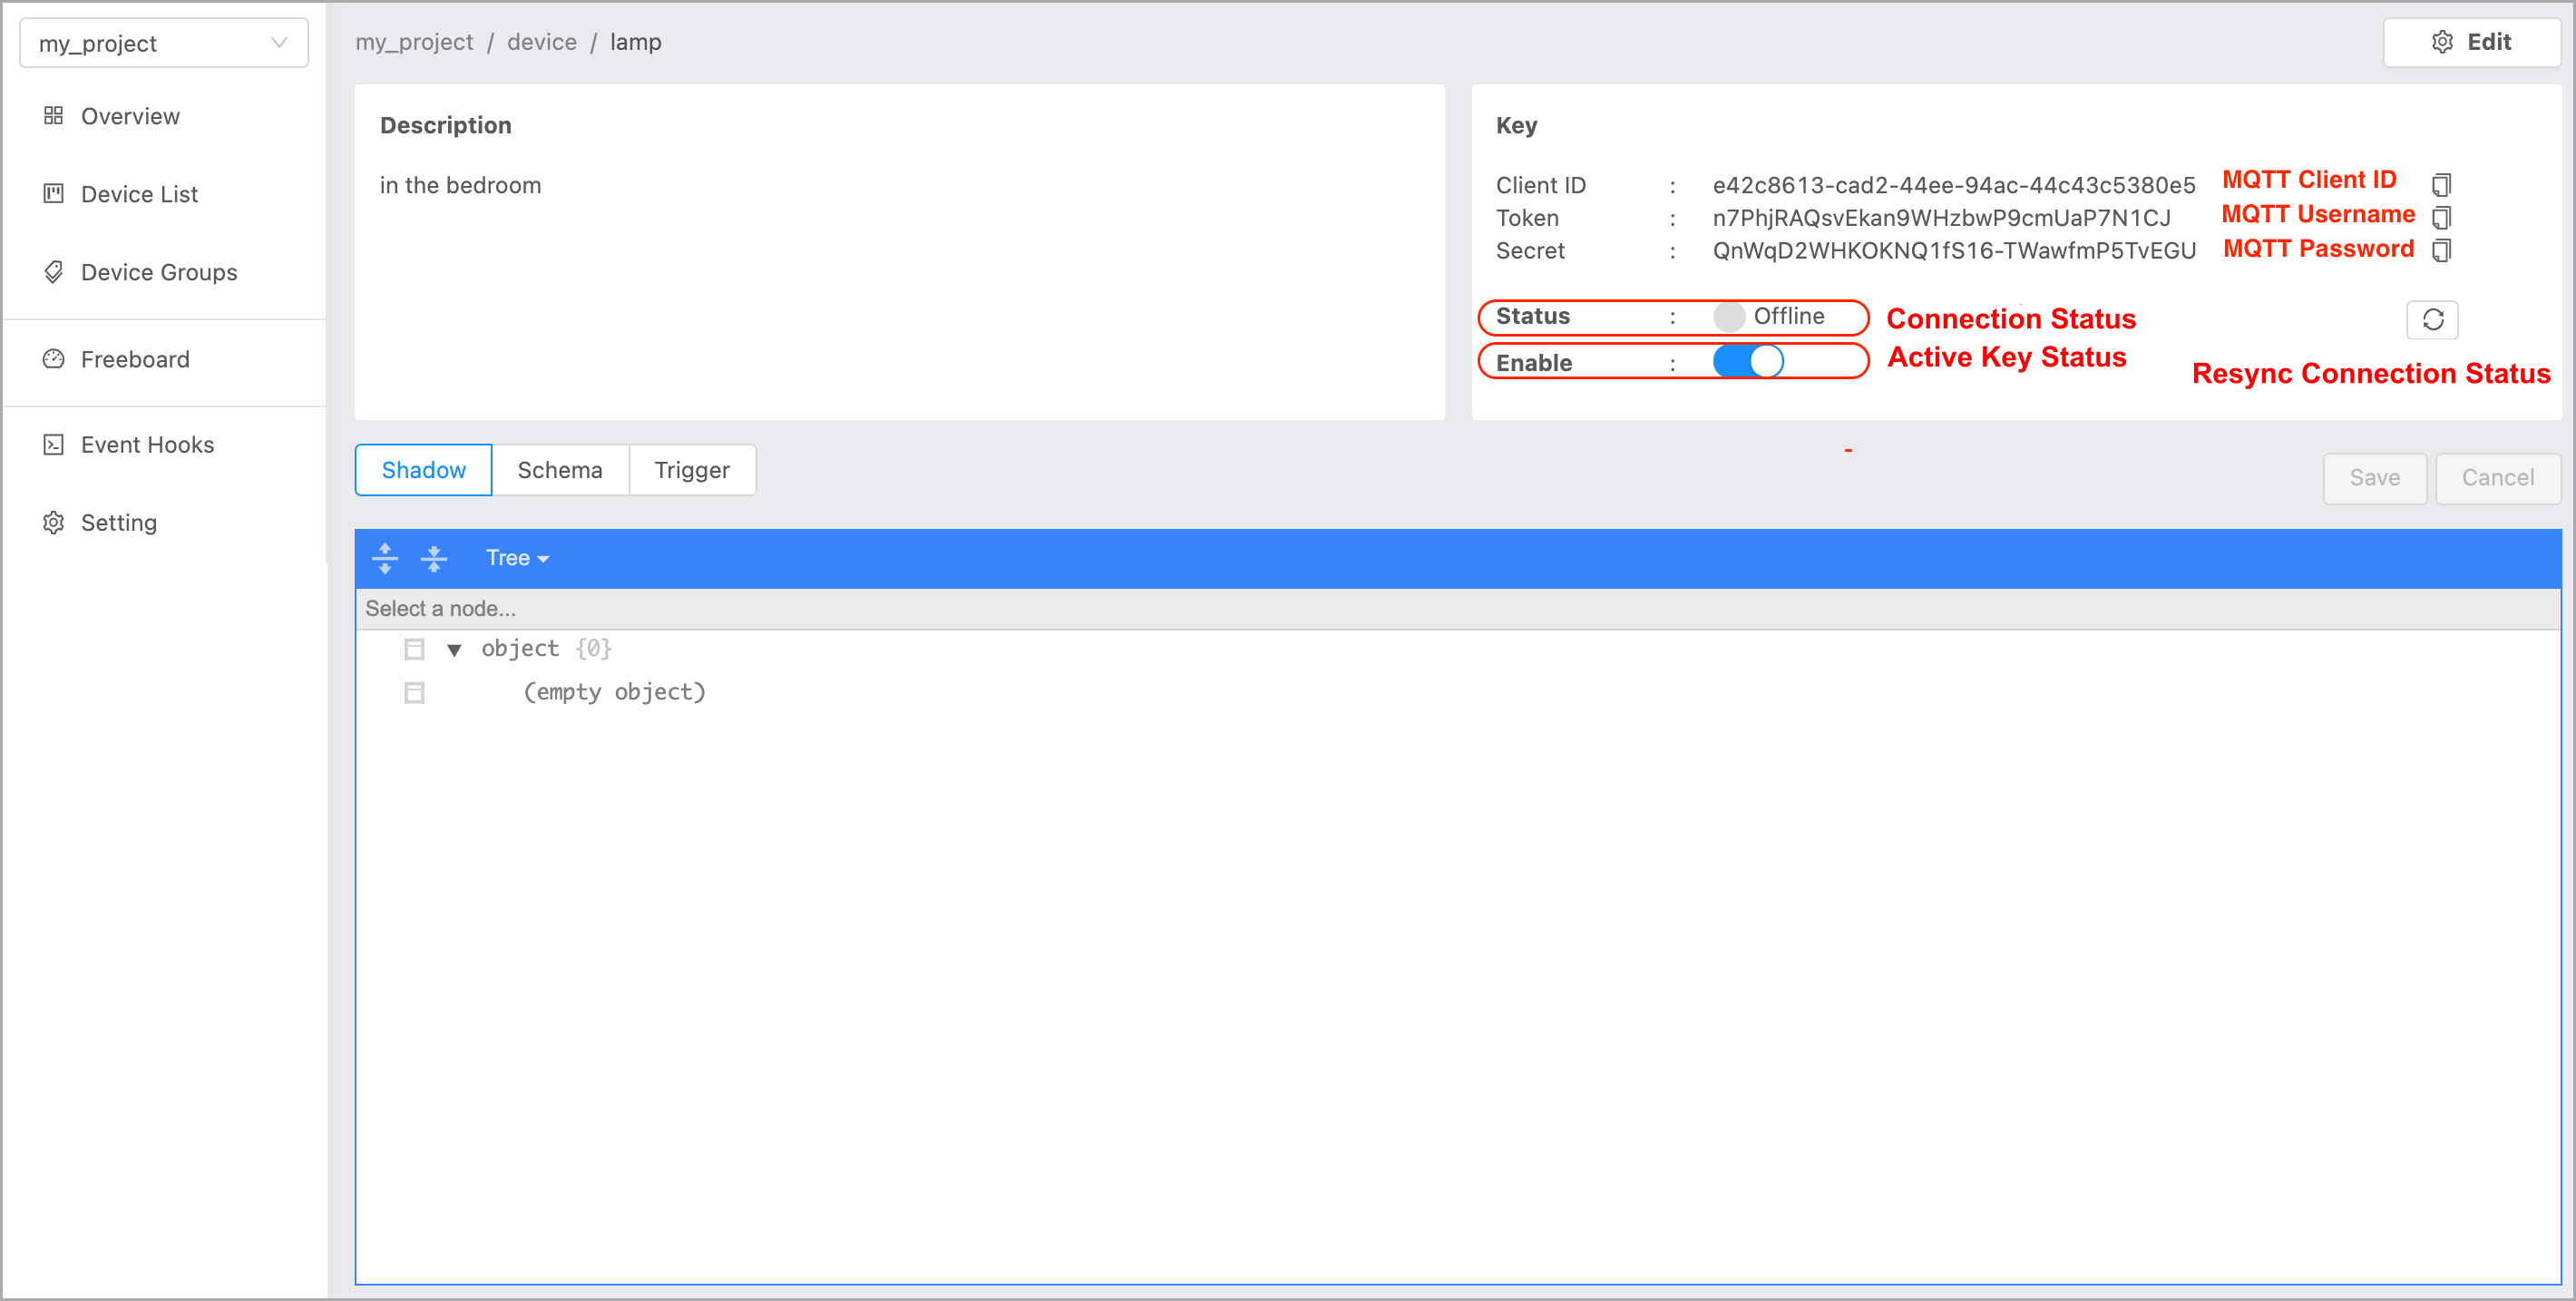 my_project
Overview
Device List
Device Groups
Freeboard
Event Hooks
Setting
my_project / device / lamp
Edit
Description
in the bedroom
Key
Client ID : e42c8613-cad2-44ee-94ac-44c43c5380e5 MQTT Client ID
Token : n7PhjRAQsvEkan9WHzbwP9cmUaP7N1CJ MQTT Username
Secret : QnWqD2WHKOKNQ1fS16-TWawfmP5TvEGU MQTT Password
Status : Offline Connection Status
Enable : Active Key Status
Resync Connection Status
Shadow Schema Trigger
Save Cancel
Tree
Select a node...
object {0}
(empty object)